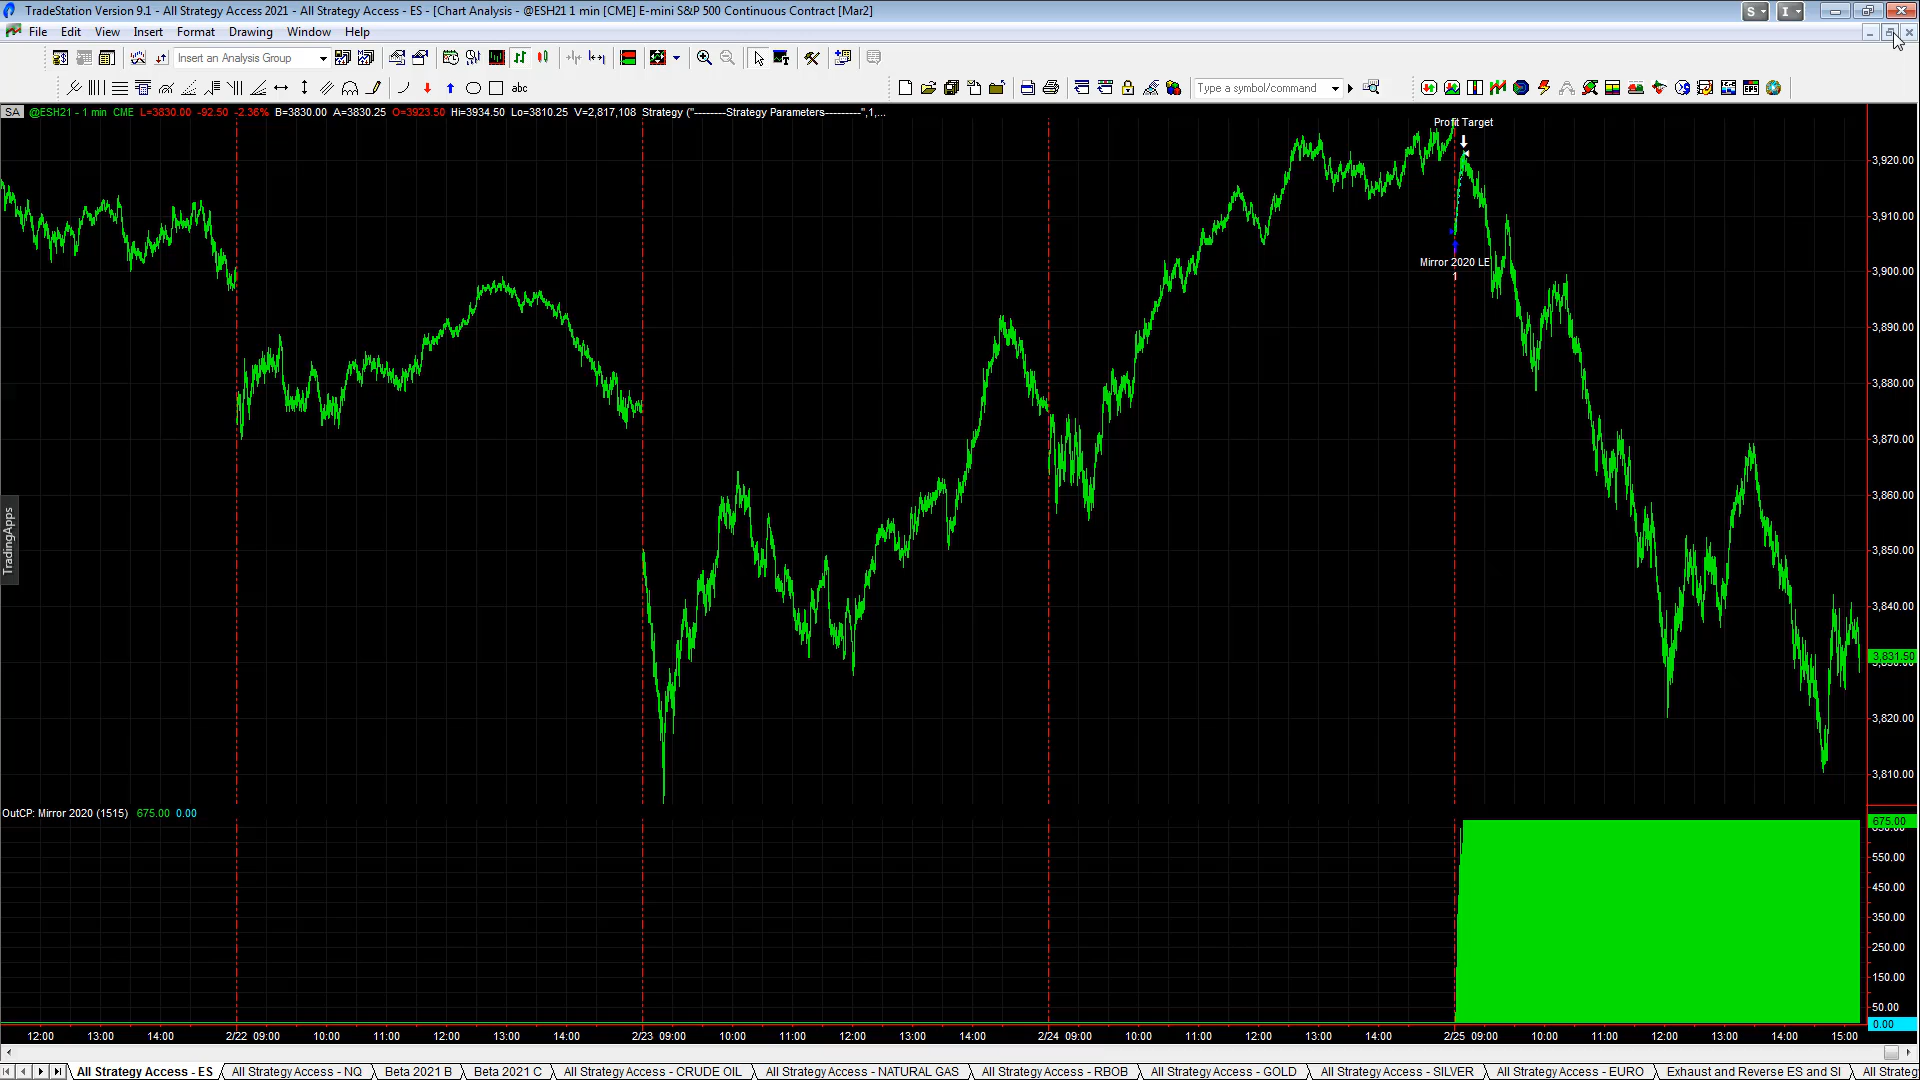 TradeStation Version 9.1 - All Strategy Access 2021 - All Strategy Access - ES - [Chart Analysis - @ESH21 1 min [CME] E-mini S&P 500 Continuous Contract [Mar2]
S I
File Edit View Insert Format Drawing Window Help
Insert an Analysis Group
abc
Type a symbol/command
SA @ESH21 - 1 min CME L=3830.00 -92.50 -2.36% B=3830.00 A=3830.25 O=3923.50 Hi=3934.50 Lo=3810.25 V=2,817,108 Strategy ("--------Strategy Parameters---------",1,...
Profit Target
3,920.00
3,910.00
Mirror 2020 LE
1
3,900.00
3,890.00
3,880.00
3,870.00
3,860.00
3,850.00
TradingApps
3,840.00
3,831.50
3,820.00
3,810.00
OutCP: Mirror 2020 (1515) 675.00 0.00
675.00
550.00
450.00
350.00
250.00
150.00
50.00
0.00
12:00 13:00 14:00 2/22 09:00 10:00 11:00 12:00 13:00 14:00 2/23 09:00 10:00 11:00 12:00 13:00 14:00 2/24 09:00 10:00 11:00 12:00 13:00 14:00 2/25 09:00 10:00 11:00 12:00 13:00 14:00 15:00
All Strategy Access - ES All Strategy Access - NQ Beta 2021 B Beta 2021 C All Strategy Access - CRUDE OIL All Strategy Access - NATURAL GAS All Strategy Access - RBOB All Strategy Access - GOLD All Strategy Access - SILVER All Strategy Access - EURO Exhaust and Reverse ES and SI All Strateg